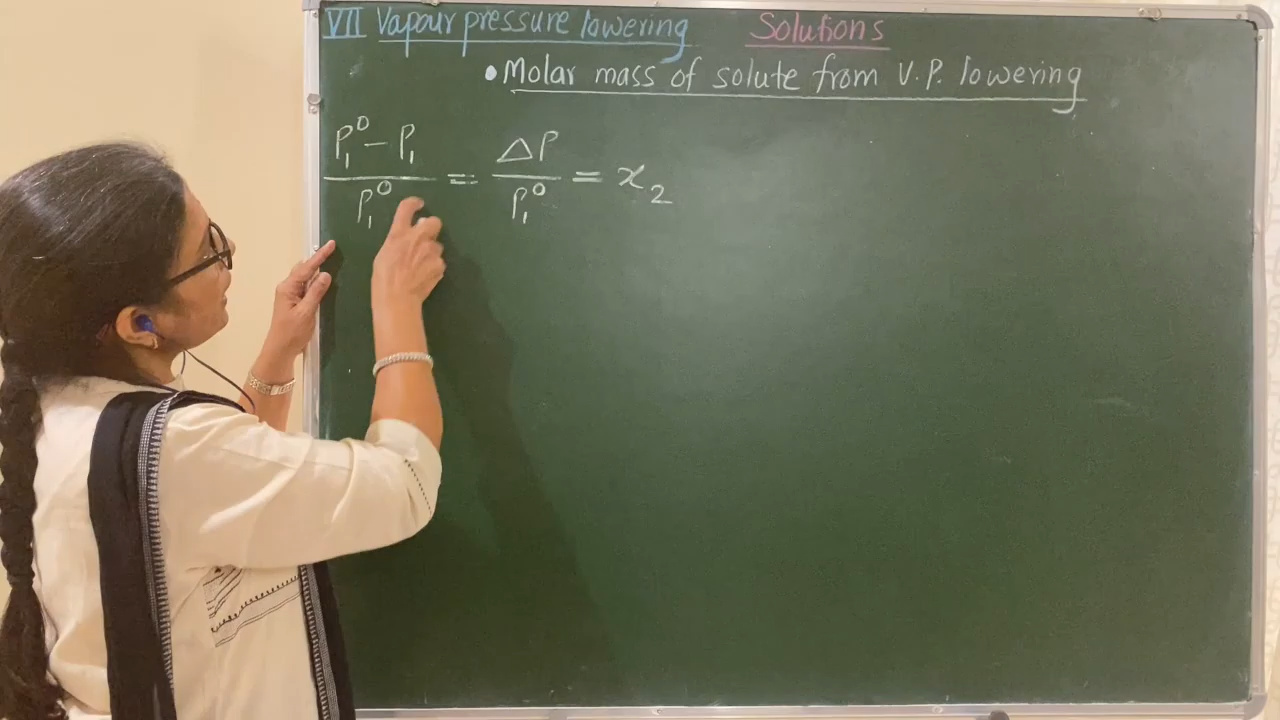 VII Vapour pressure lowering Solutions
• Molar mass of solute from V.P. lowering
(P₁⁰ – P₁) / P₁⁰ = ΔP / P₁⁰ = x₂